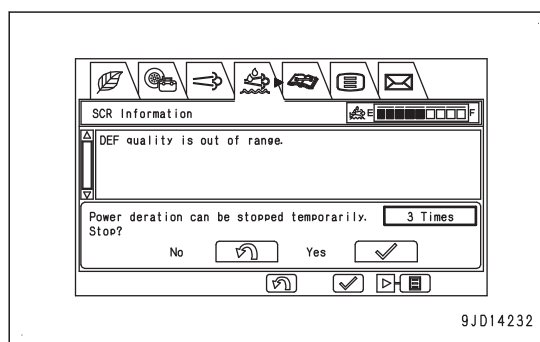 SCR Information
E F
DEF quality is out of range.
Power deration can be stopped temporarily. 3 Times
Stop?
No Yes
9JD14232